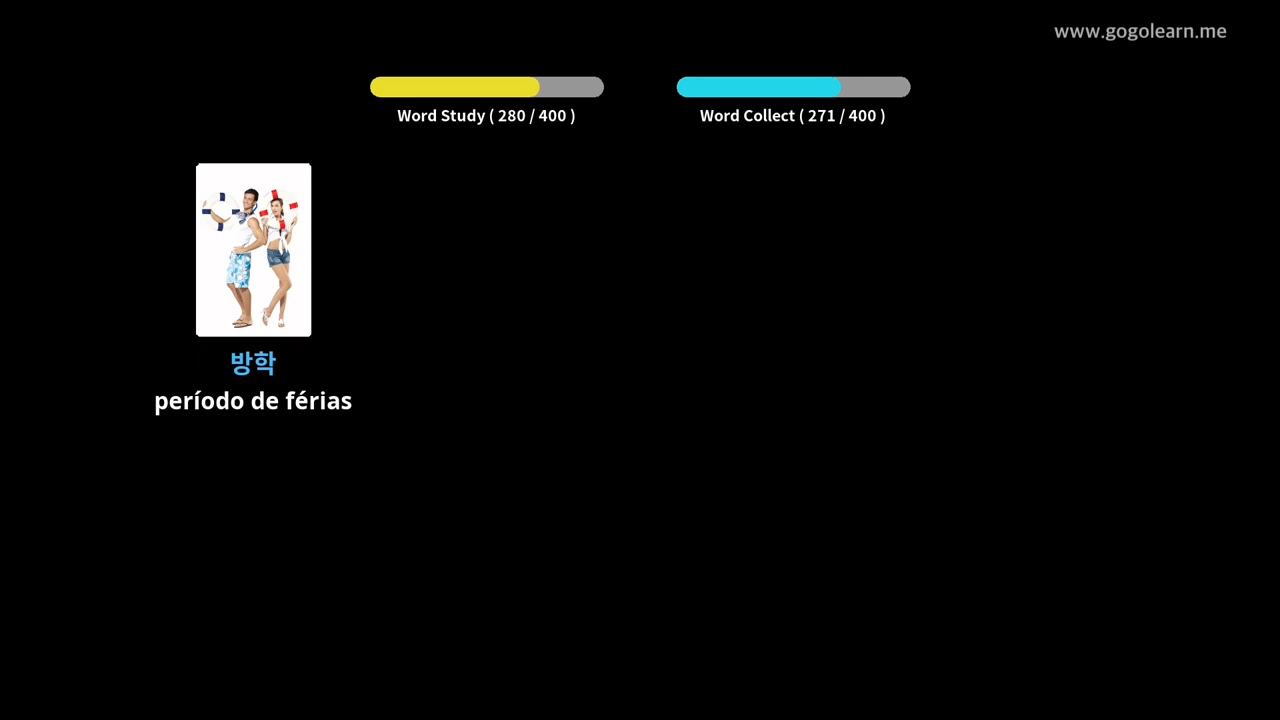 www.gogolearn.me
Word Study ( 280 / 400 )
Word Collect ( 271 / 400 )
방학
período de férias